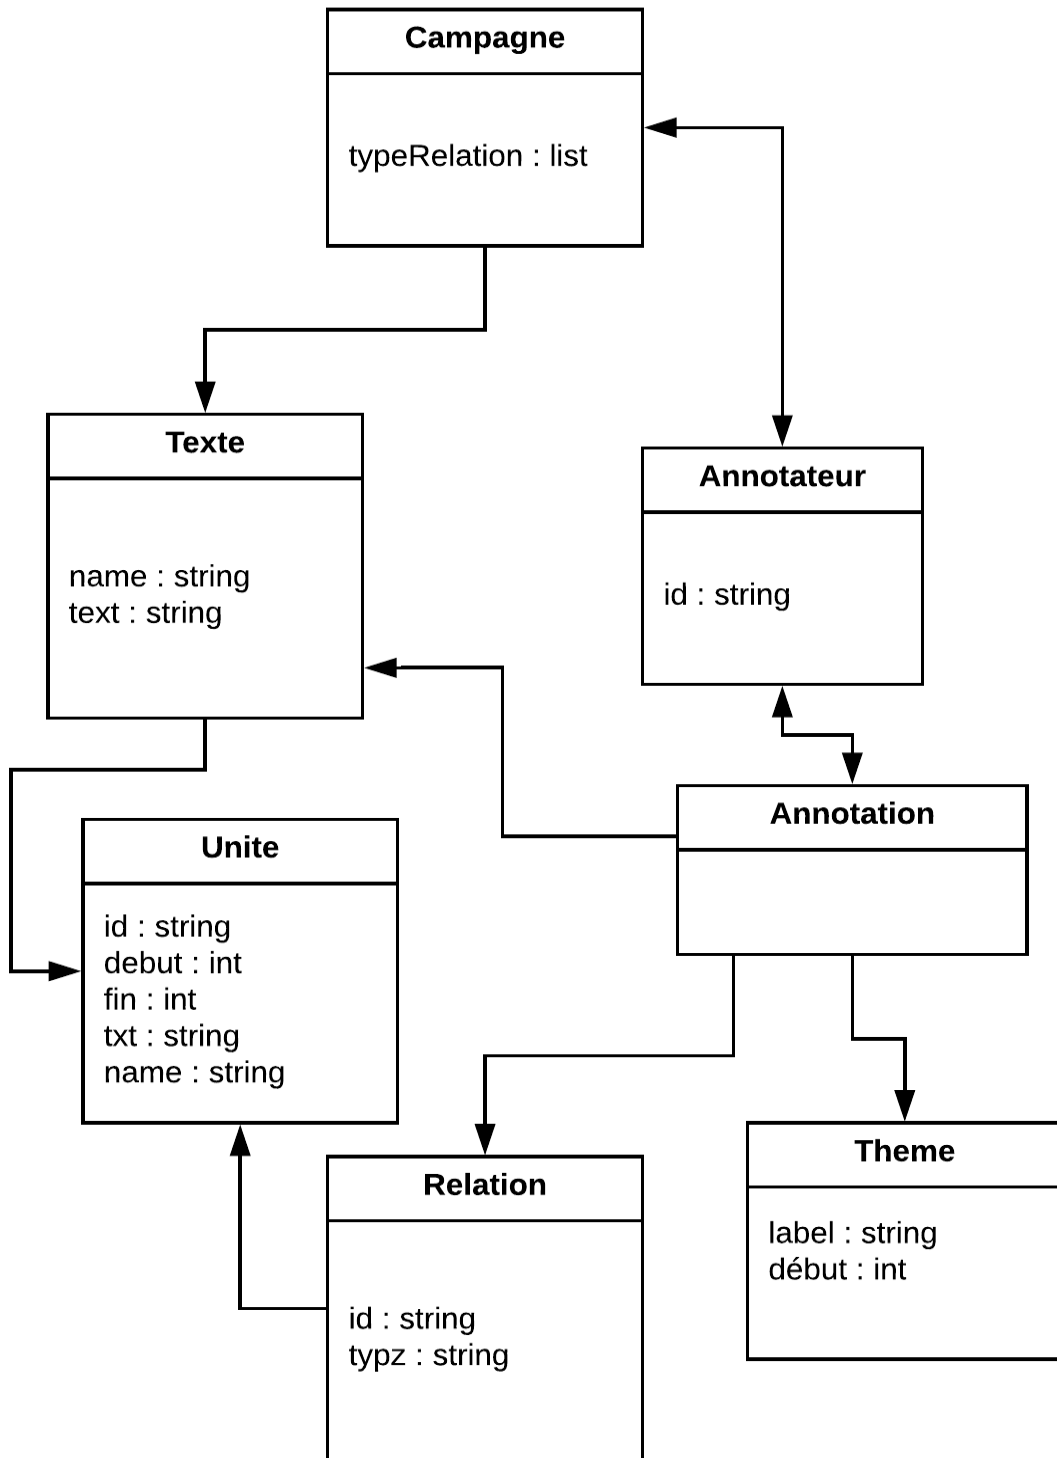 Campagne
typeRelation : list
Texte
name : string
text : string
Annotateur
id : string
Annotation
Unite
id : string
debut : int
fin : int
txt : string
name : string
Relation
id : string
typz : string
Theme
label : string
début : int